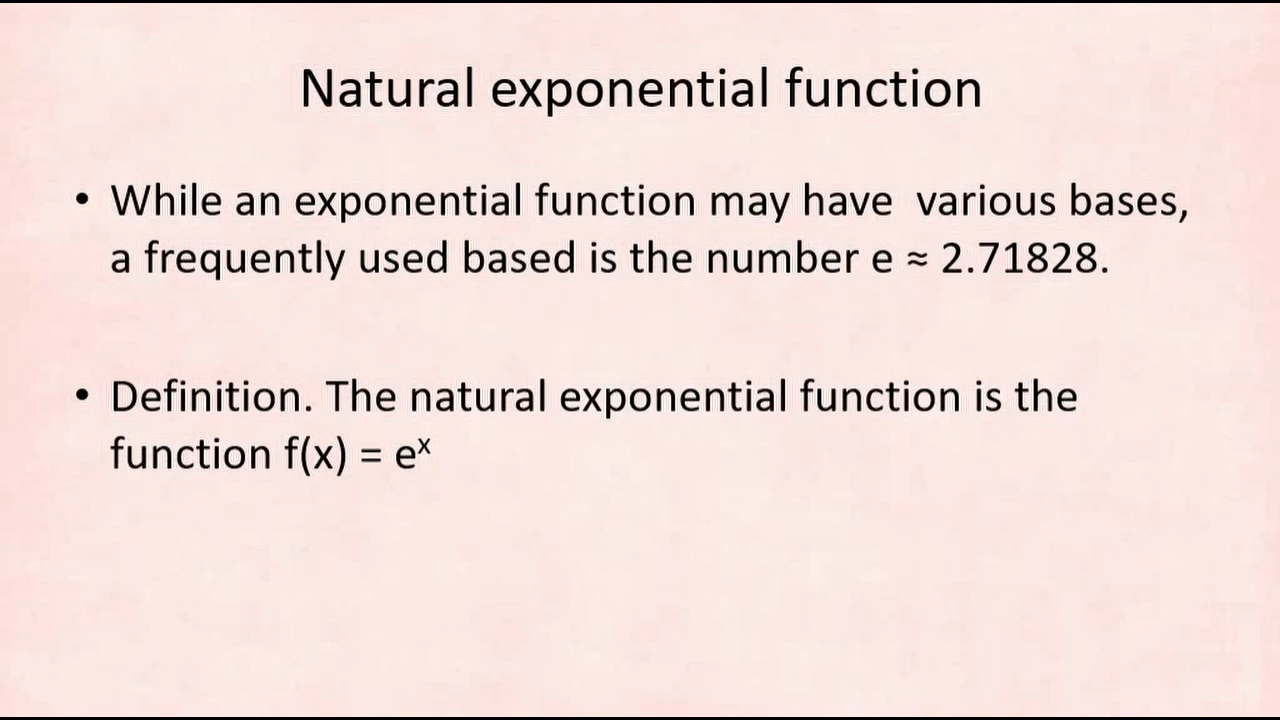 Natural exponential function
• While an exponential function may have  various bases,
a frequently used based is the number e ≈ 2.71828.
• Definition. The natural exponential function is the
function f(x) = eˣ